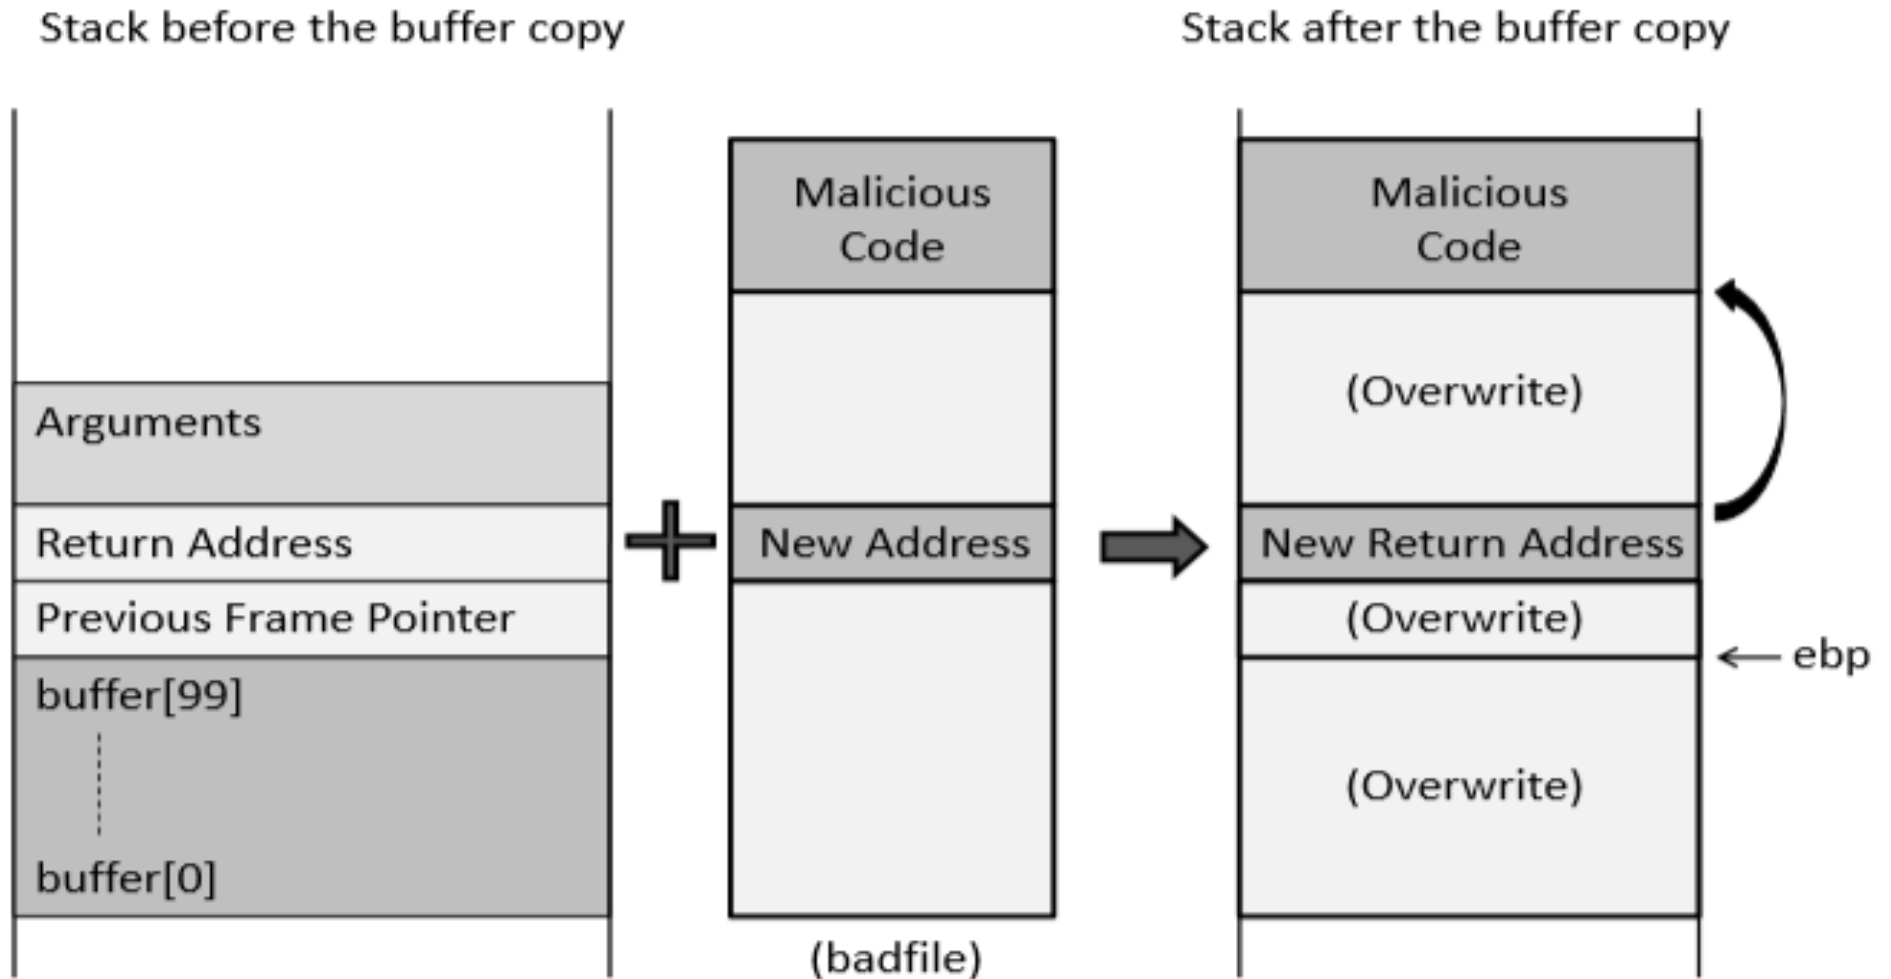 Stack before the buffer copy
Stack after the buffer copy
Arguments
Return Address
Previous Frame Pointer
buffer[99]
buffer[0]
Malicious
Code
New Address
(badfile)
Malicious
Code
(Overwrite)
New Return Address
(Overwrite)
ebp
(Overwrite)